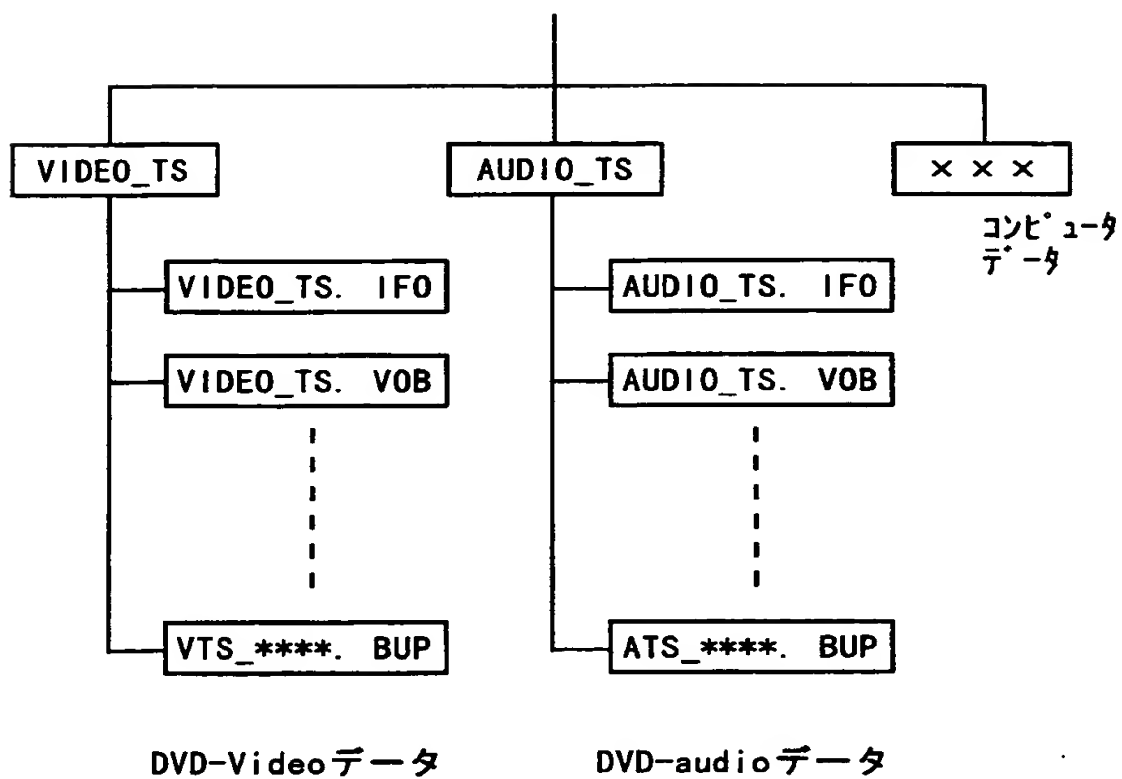 VIDEO_TS
AUDIO_TS
×××
コンピュータ
データ
VIDEO_TS. IFO
AUDIO_TS. IFO
VIDEO_TS. VOB
AUDIO_TS. VOB
VTS_****. BUP
ATS_****. BUP
DVD-Videoデータ
DVD-audioデータ